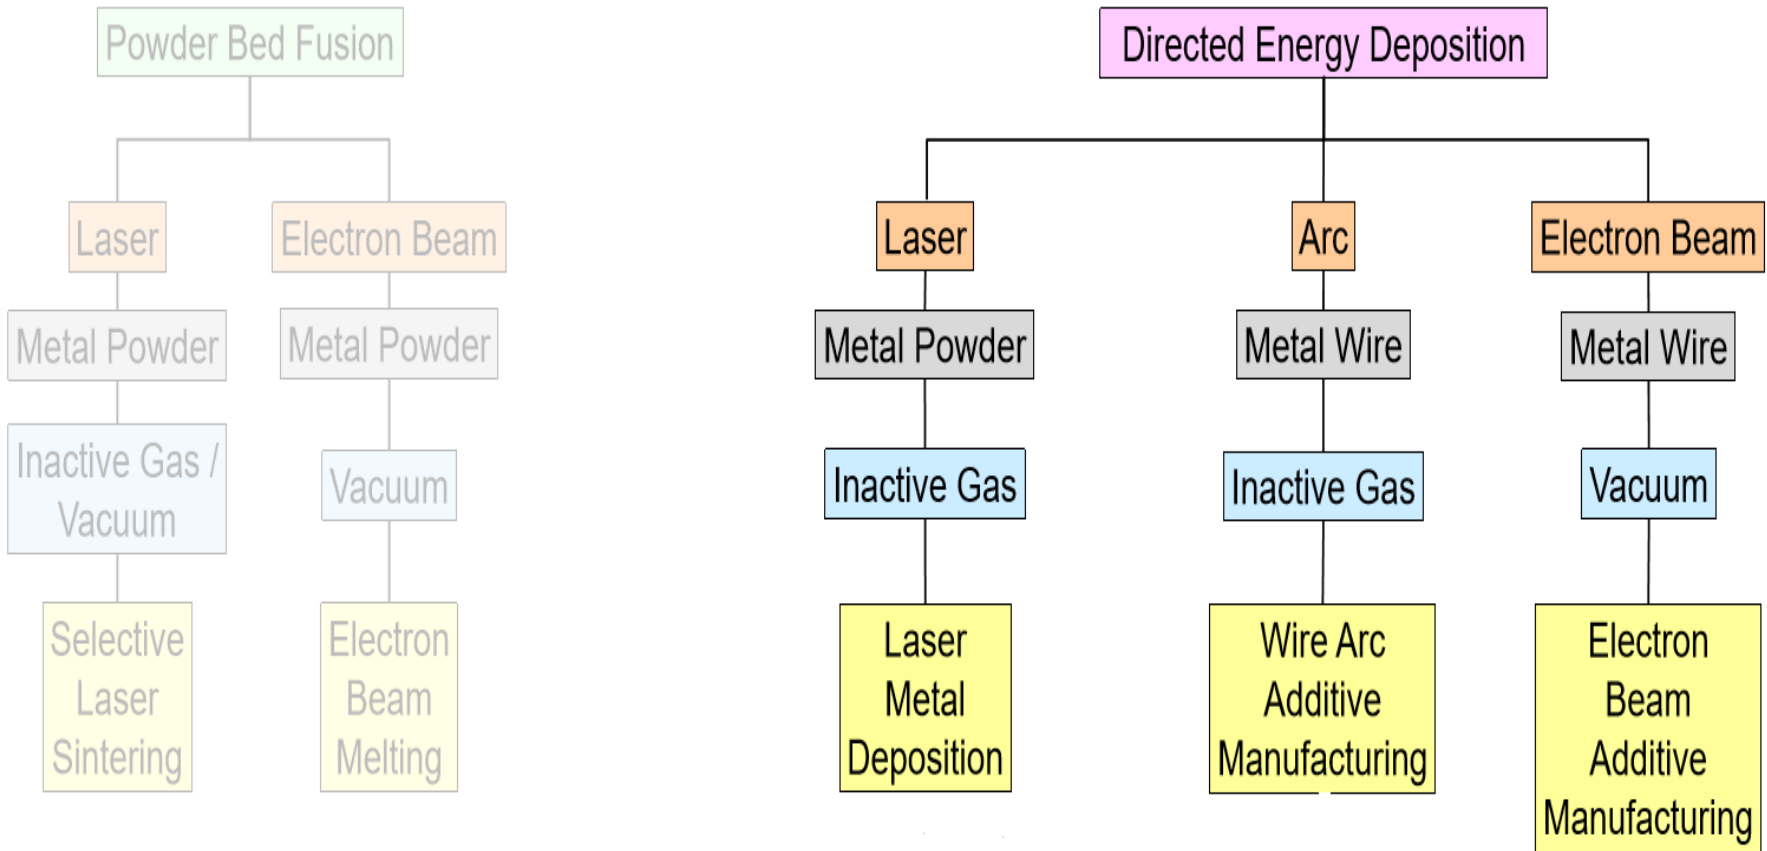 Powder Bed Fusion
Directed Energy Deposition
Laser
Electron Beam
Laser
Arc
Electron Beam
Metal Powder
Metal Powder
Metal Powder
Metal Wire
Metal Wire
Inactive Gas /
Vacuum
Vacuum
Inactive Gas
Inactive Gas
Vacuum
Selective
Laser
Sintering
Electron
Beam
Melting
Laser
Metal
Deposition
Wire Arc
Additive
Manufacturing
Electron
Beam
Additive
Manufacturing